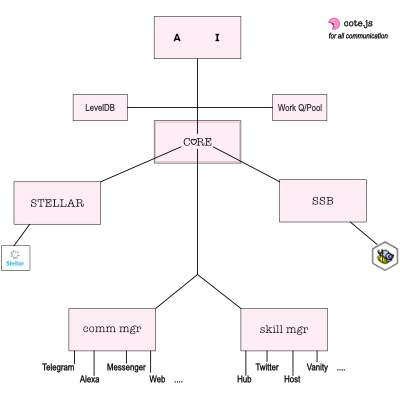 cote.js
for all communication
A I
LevelDB
Work Q/Pool
CORE
STELLAR
SSB
Stellar
comm mgr
skill mgr
Telegram
Messenger
Alexa
Web ....
Twitter
Vanity ....
Hub
Host